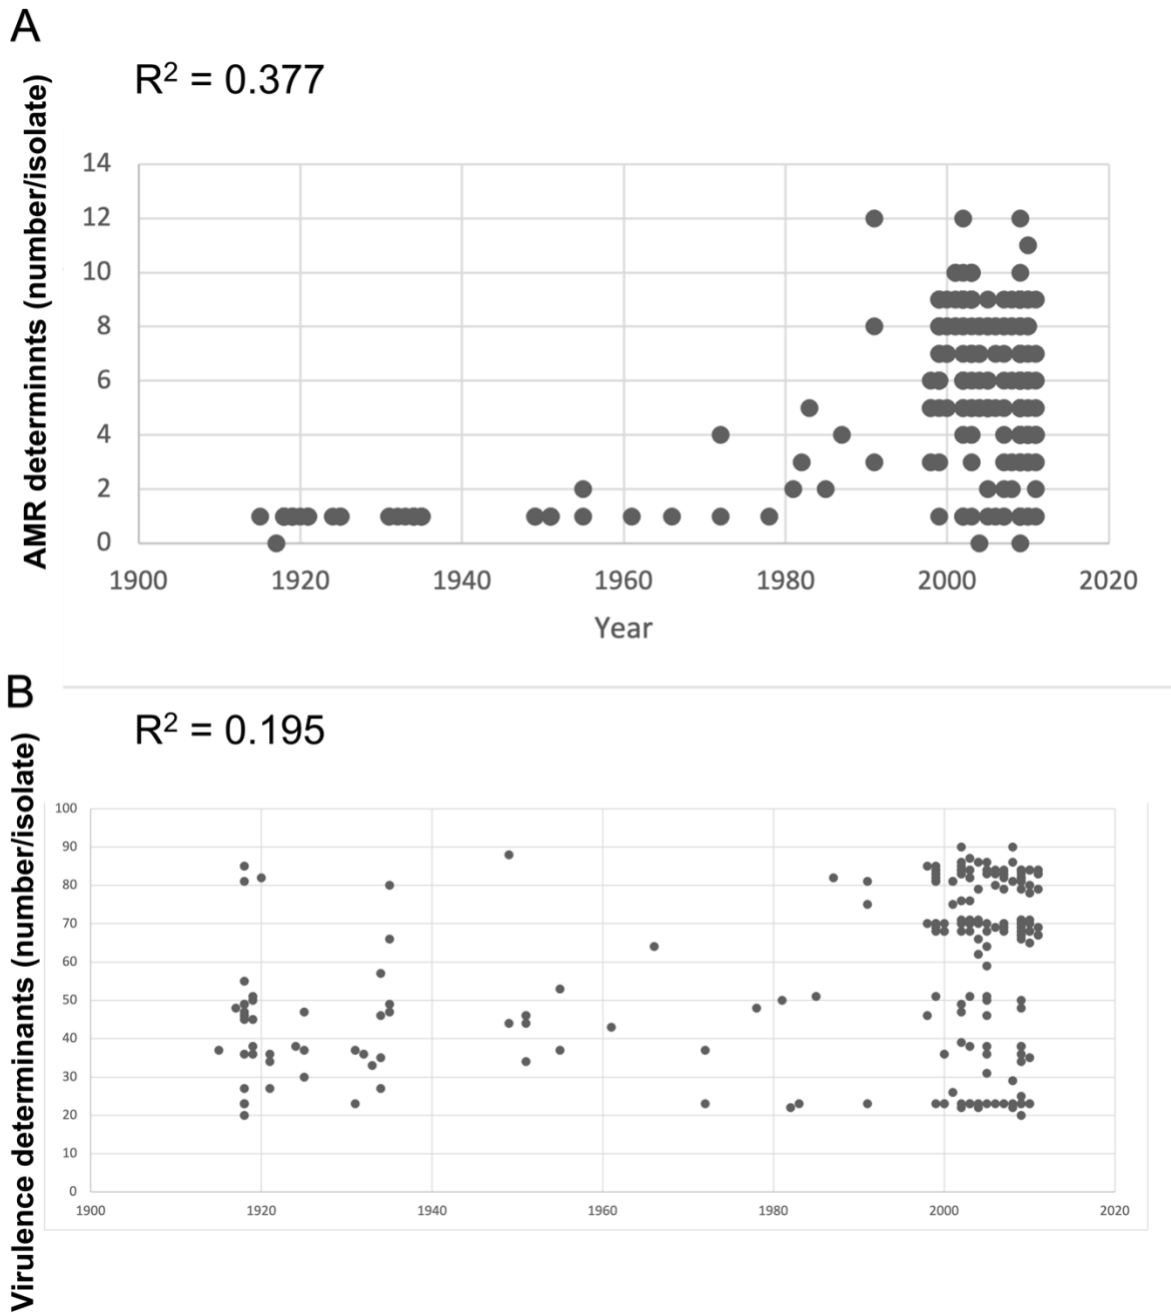 A
R² = 0.377
AMR determinnts (number/isolate)
14
12
10
8
6
4
2
0
1900 1920 1940 1960 1980 2000 2020
Year
B
R² = 0.195
Virulence determinants (number/isolate)
100
90
80
70
60
50
40
30
20
10
0
1900 1920 1940 1960 1980 2000 2020